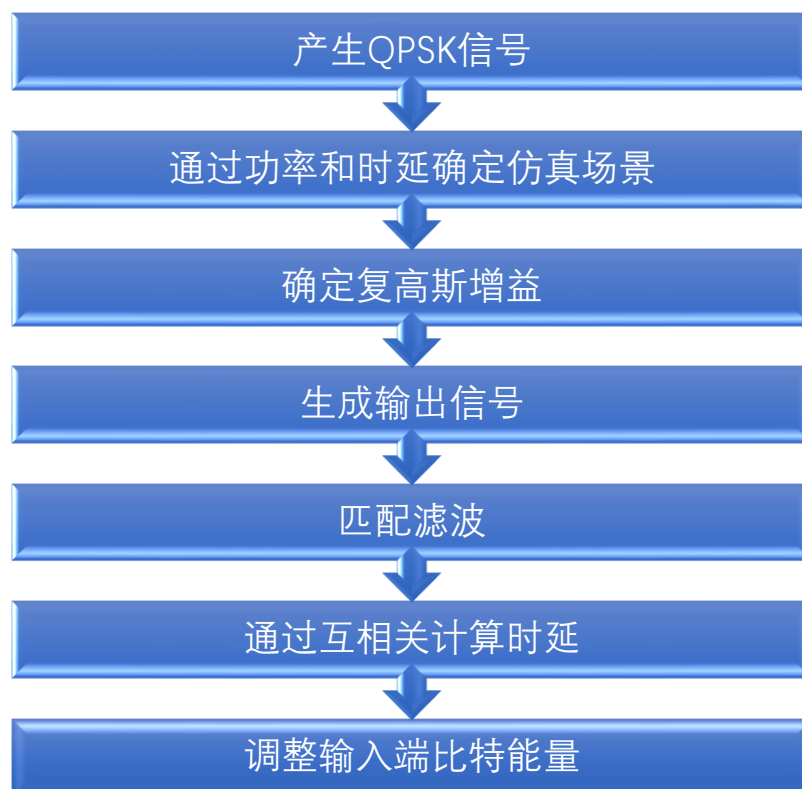 产生QPSK信号
通过功率和时延确定仿真场景
确定复高斯增益
生成输出信号
匹配滤波
通过互相关计算时延
调整输入端比特能量